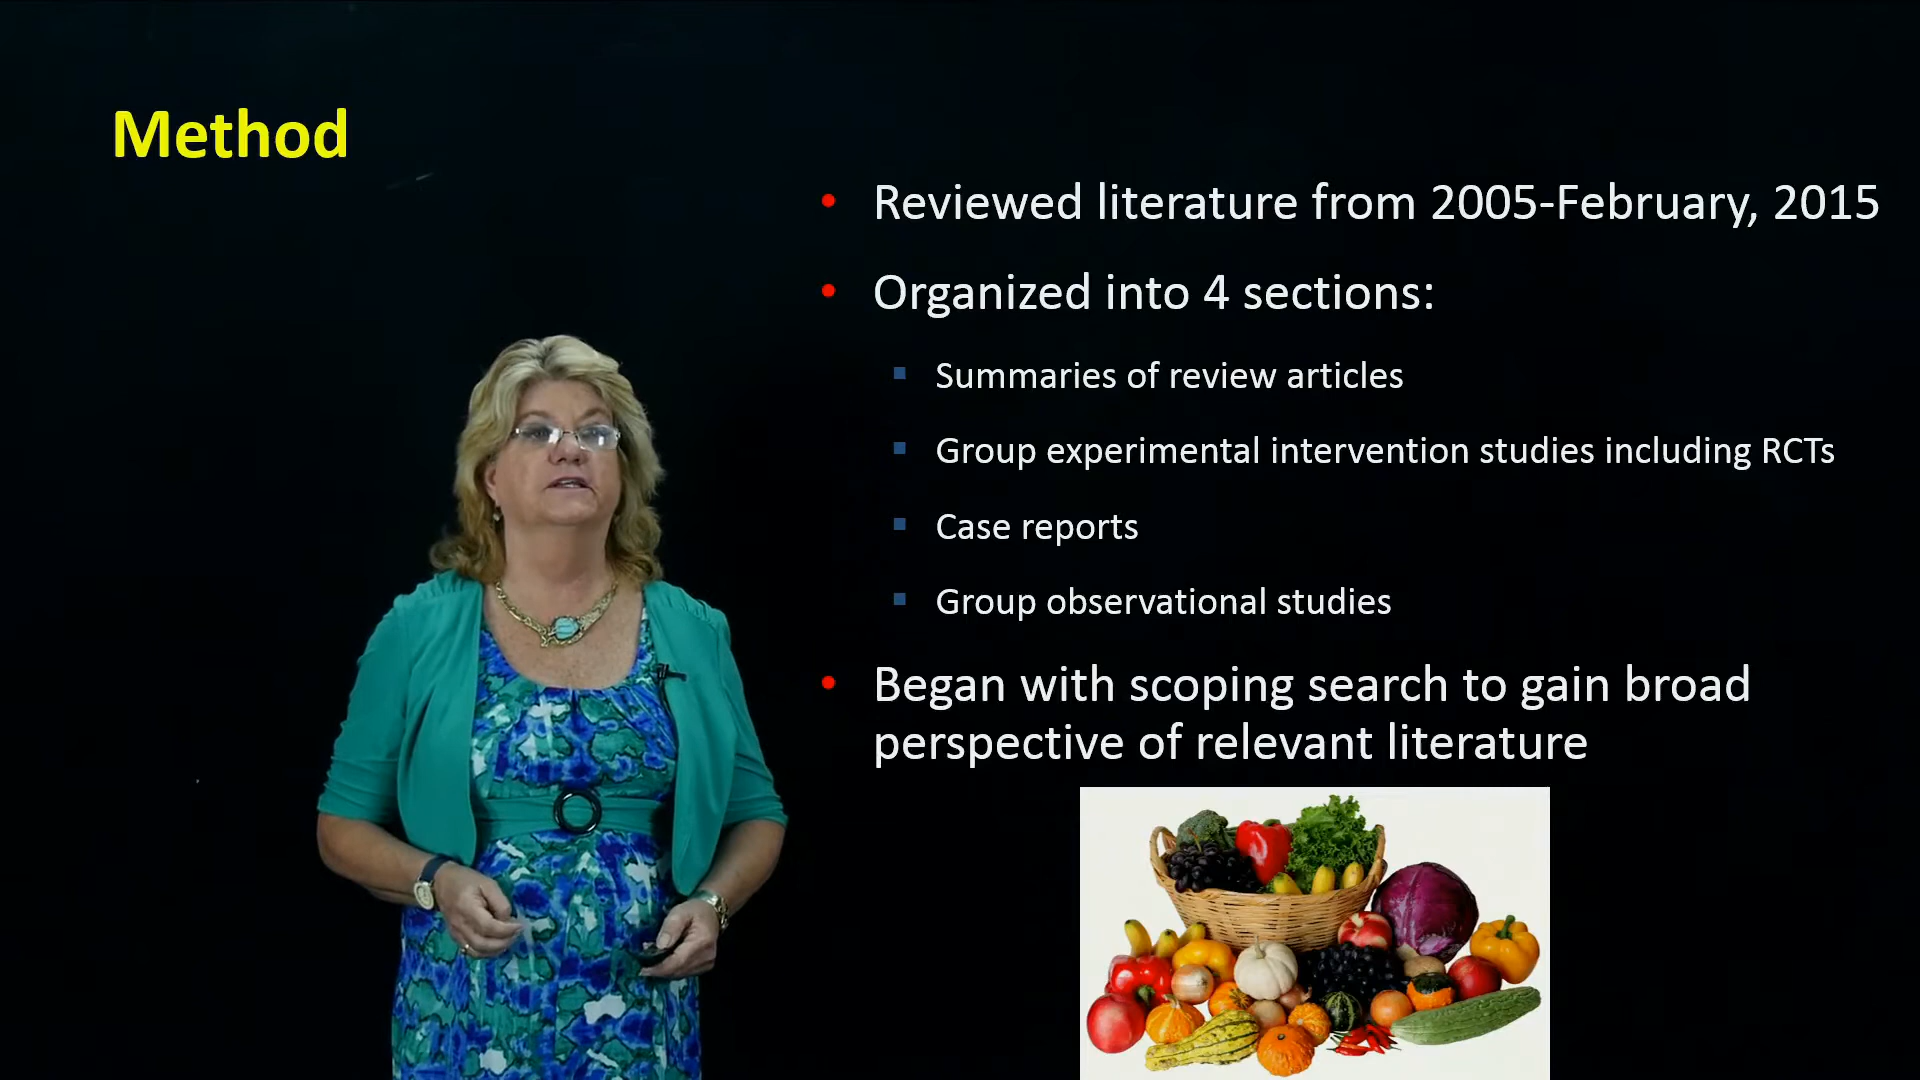 Method
Reviewed literature from 2005-February, 2015
Organized into 4 sections:
Summaries of review articles
Group experimental intervention studies including RCTs
Case reports
Group observational studies
Began with scoping search to gain broad
perspective of relevant literature